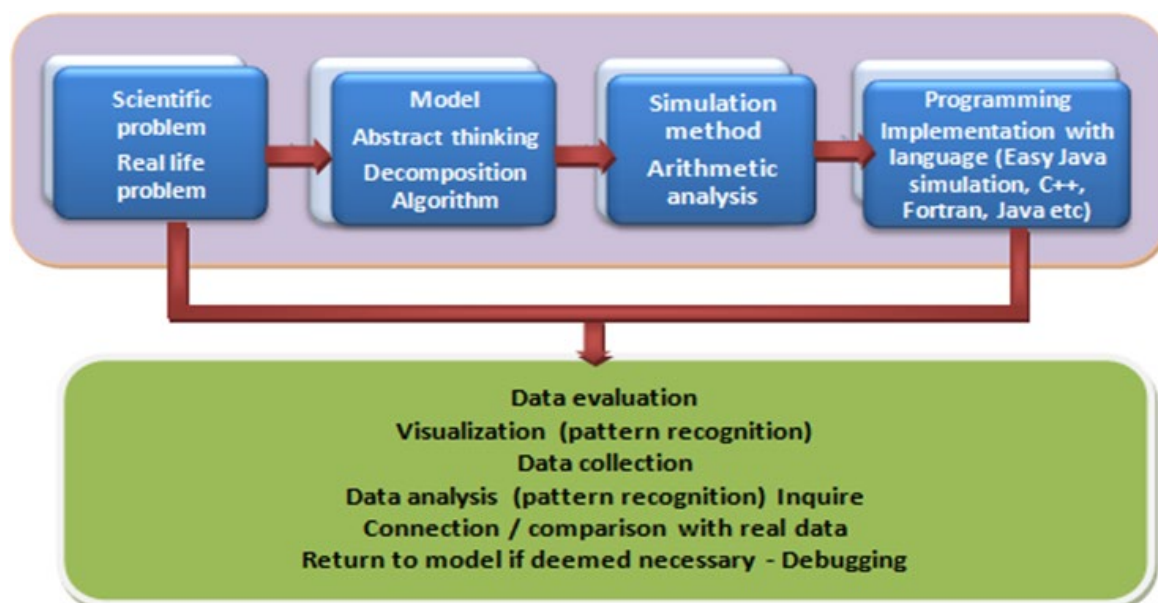 Scientific
problem
Real life
problem
Model
Abstract thinking
Decomposition
Algorithm
Simulation
method
Arithmetic
analysis
Programming
Implementation with
language (Easy Java
simulation, C++,
Fortran, Java etc)
Data evaluation
Visualization (pattern recognition)
Data collection
Data analysis (pattern recognition) Inquire
Connection / comparison with real data
Return to model if deemed necessary - Debugging